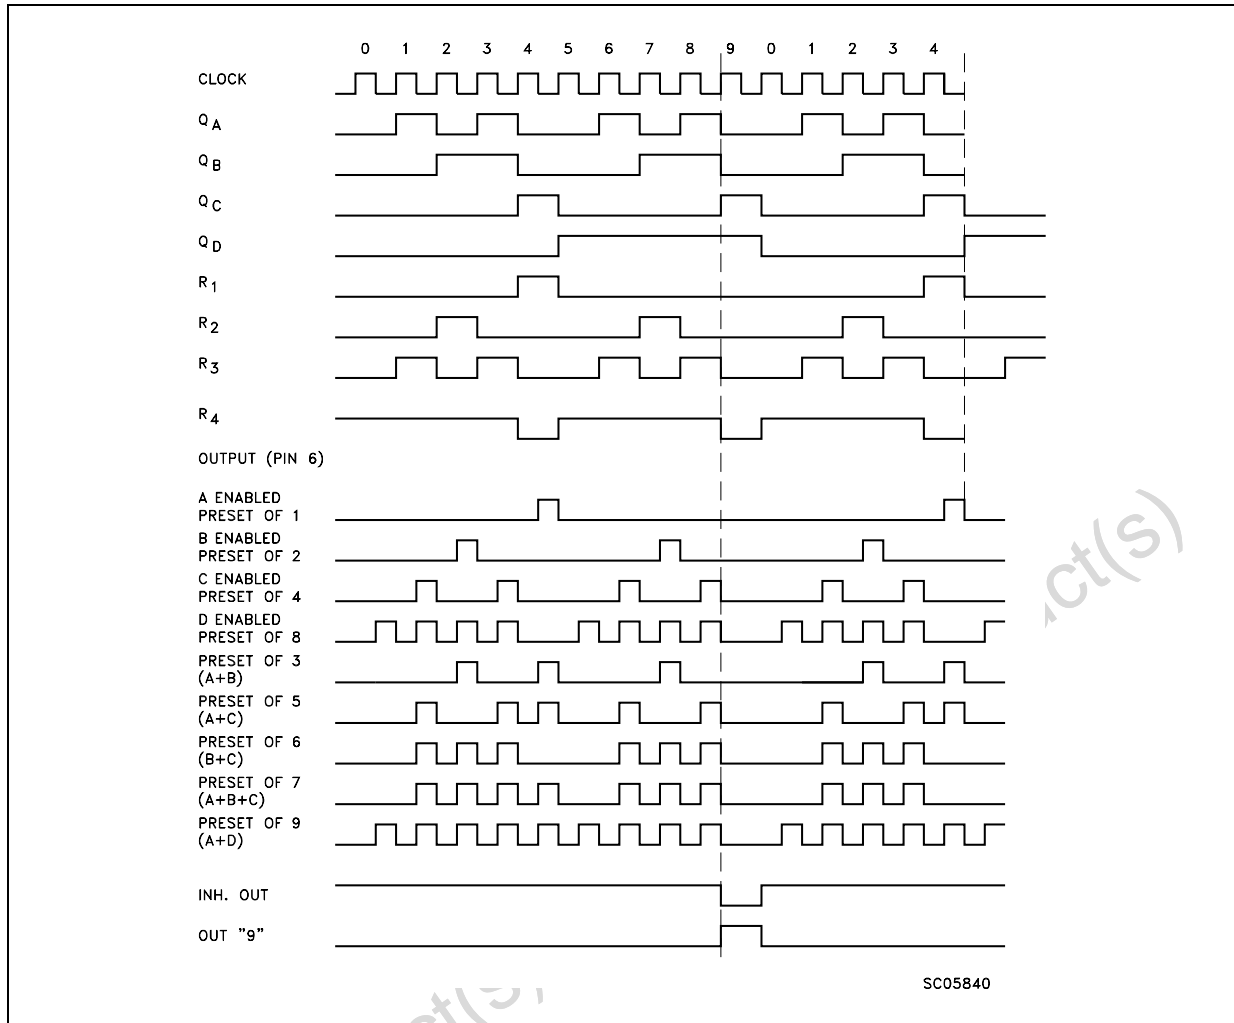 0 1 2 3 4 5 6 7 8 9 0 1 2 3 4
CLOCK
QA
QB
QC
QD
R1
R2
R3
R4
OUTPUT (PIN 6)
A ENABLED
PRESET OF 1
B ENABLED
PRESET OF 2
C ENABLED
PRESET OF 4
D ENABLED
PRESET OF 8
PRESET OF 3
(A+B)
PRESET OF 5
(A+C)
PRESET OF 6
(B+C)
PRESET OF 7
(A+B+C)
PRESET OF 9
(A+D)
INH. OUT
OUT "9"
SC05840
ct(s)
ct(s)